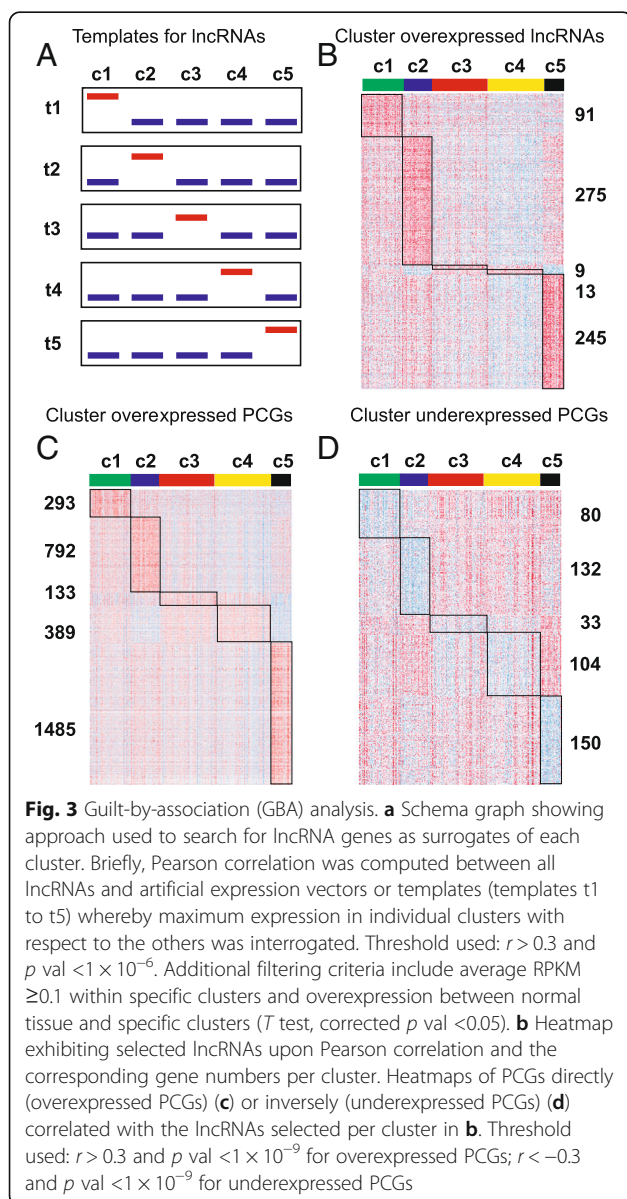 Templates for lncRNAs
A
c1 c2 c3 c4 c5
t1
t2
t3
t4
t5
Cluster overexpressed lncRNAs
B
c1 c2 c3 c4 c5
91
275
9
13
245
Cluster overexpressed PCGs
C
c1 c2 c3 c4 c5
293
792
133
389
1485
Cluster underexpressed PCGs
D
c1 c2 c3 c4 c5
80
132
33
104
150
Fig. 3 Guilt-by-association (GBA) analysis. a Schema graph showing
approach used to search for lncRNA genes as surrogates of each
cluster. Briefly, Pearson correlation was computed between all
lncRNAs and artificial expression vectors or templates (templates t1
to t5) whereby maximum expression in individual clusters with
respect to the others was interrogated. Threshold used: r > 0.3 and
p val <1 × 10⁻⁶. Additional filtering criteria include average RPKM
≥0.1 within specific clusters and overexpression between normal
tissue and specific clusters (T test, corrected p val <0.05). b Heatmap
exhibiting selected lncRNAs upon Pearson correlation and the
corresponding gene numbers per cluster. Heatmaps of PCGs directly
(overexpressed PCGs) (c) or inversely (underexpressed PCGs) (d)
correlated with the lncRNAs selected per cluster in b. Threshold
used: r > 0.3 and p val <1 × 10⁻⁹ for overexpressed PCGs; r < −0.3
and p val <1 × 10⁻⁹ for underexpressed PCGs